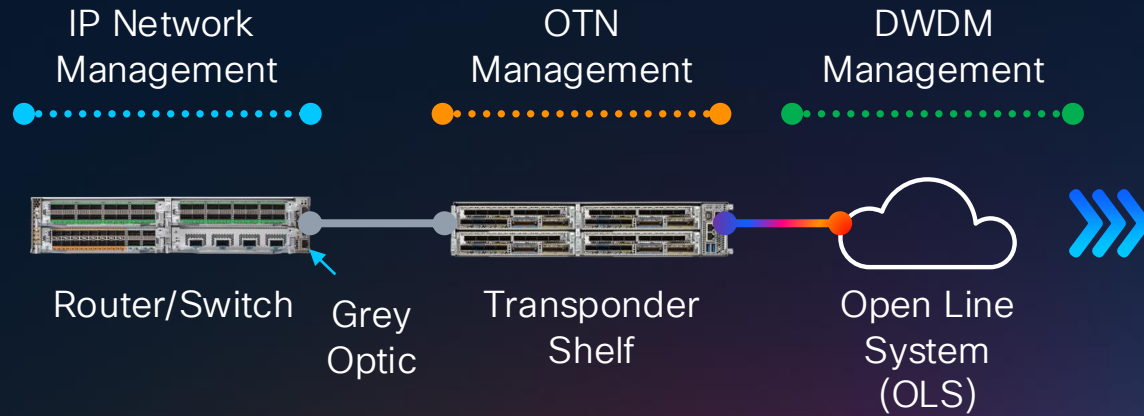 IP Network
Management
OTN
Management
DWDM
Management
Router/Switch
Grey
Optic
Transponder
Shelf
Open Line
System
(OLS)